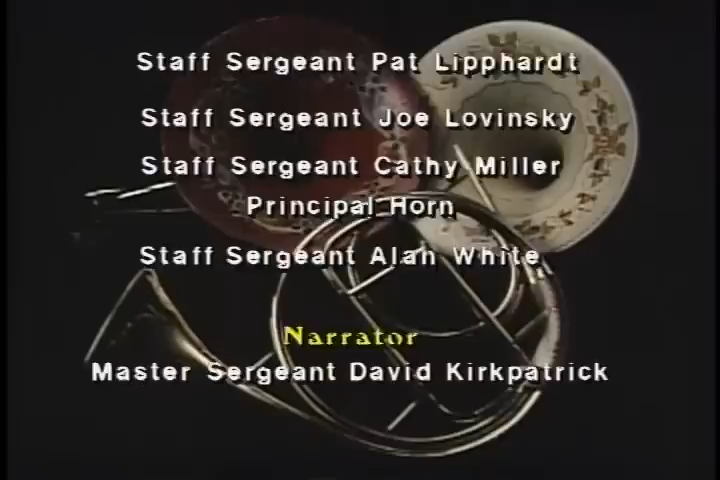 Staff Sergeant Pat Lipphardt
Staff Sergeant Joe Lovinsky
Staff Sergeant Cathy Miller
Principal Horn
Staff Sergeant Alan White
Narrator
Master Sergeant David Kirkpatrick